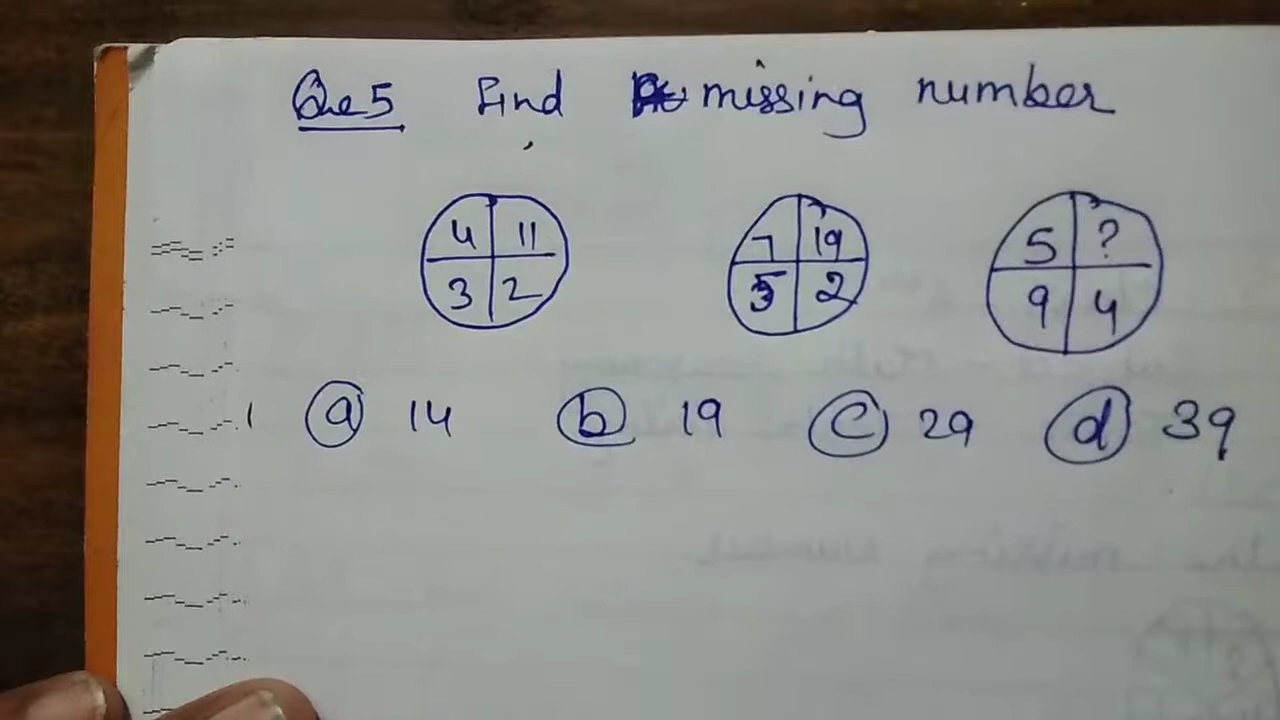 Que 5 Find missing number
4 11 7 19 5 ?
3 2 5 2 9 4
a 14 b 19 c 29 d 39